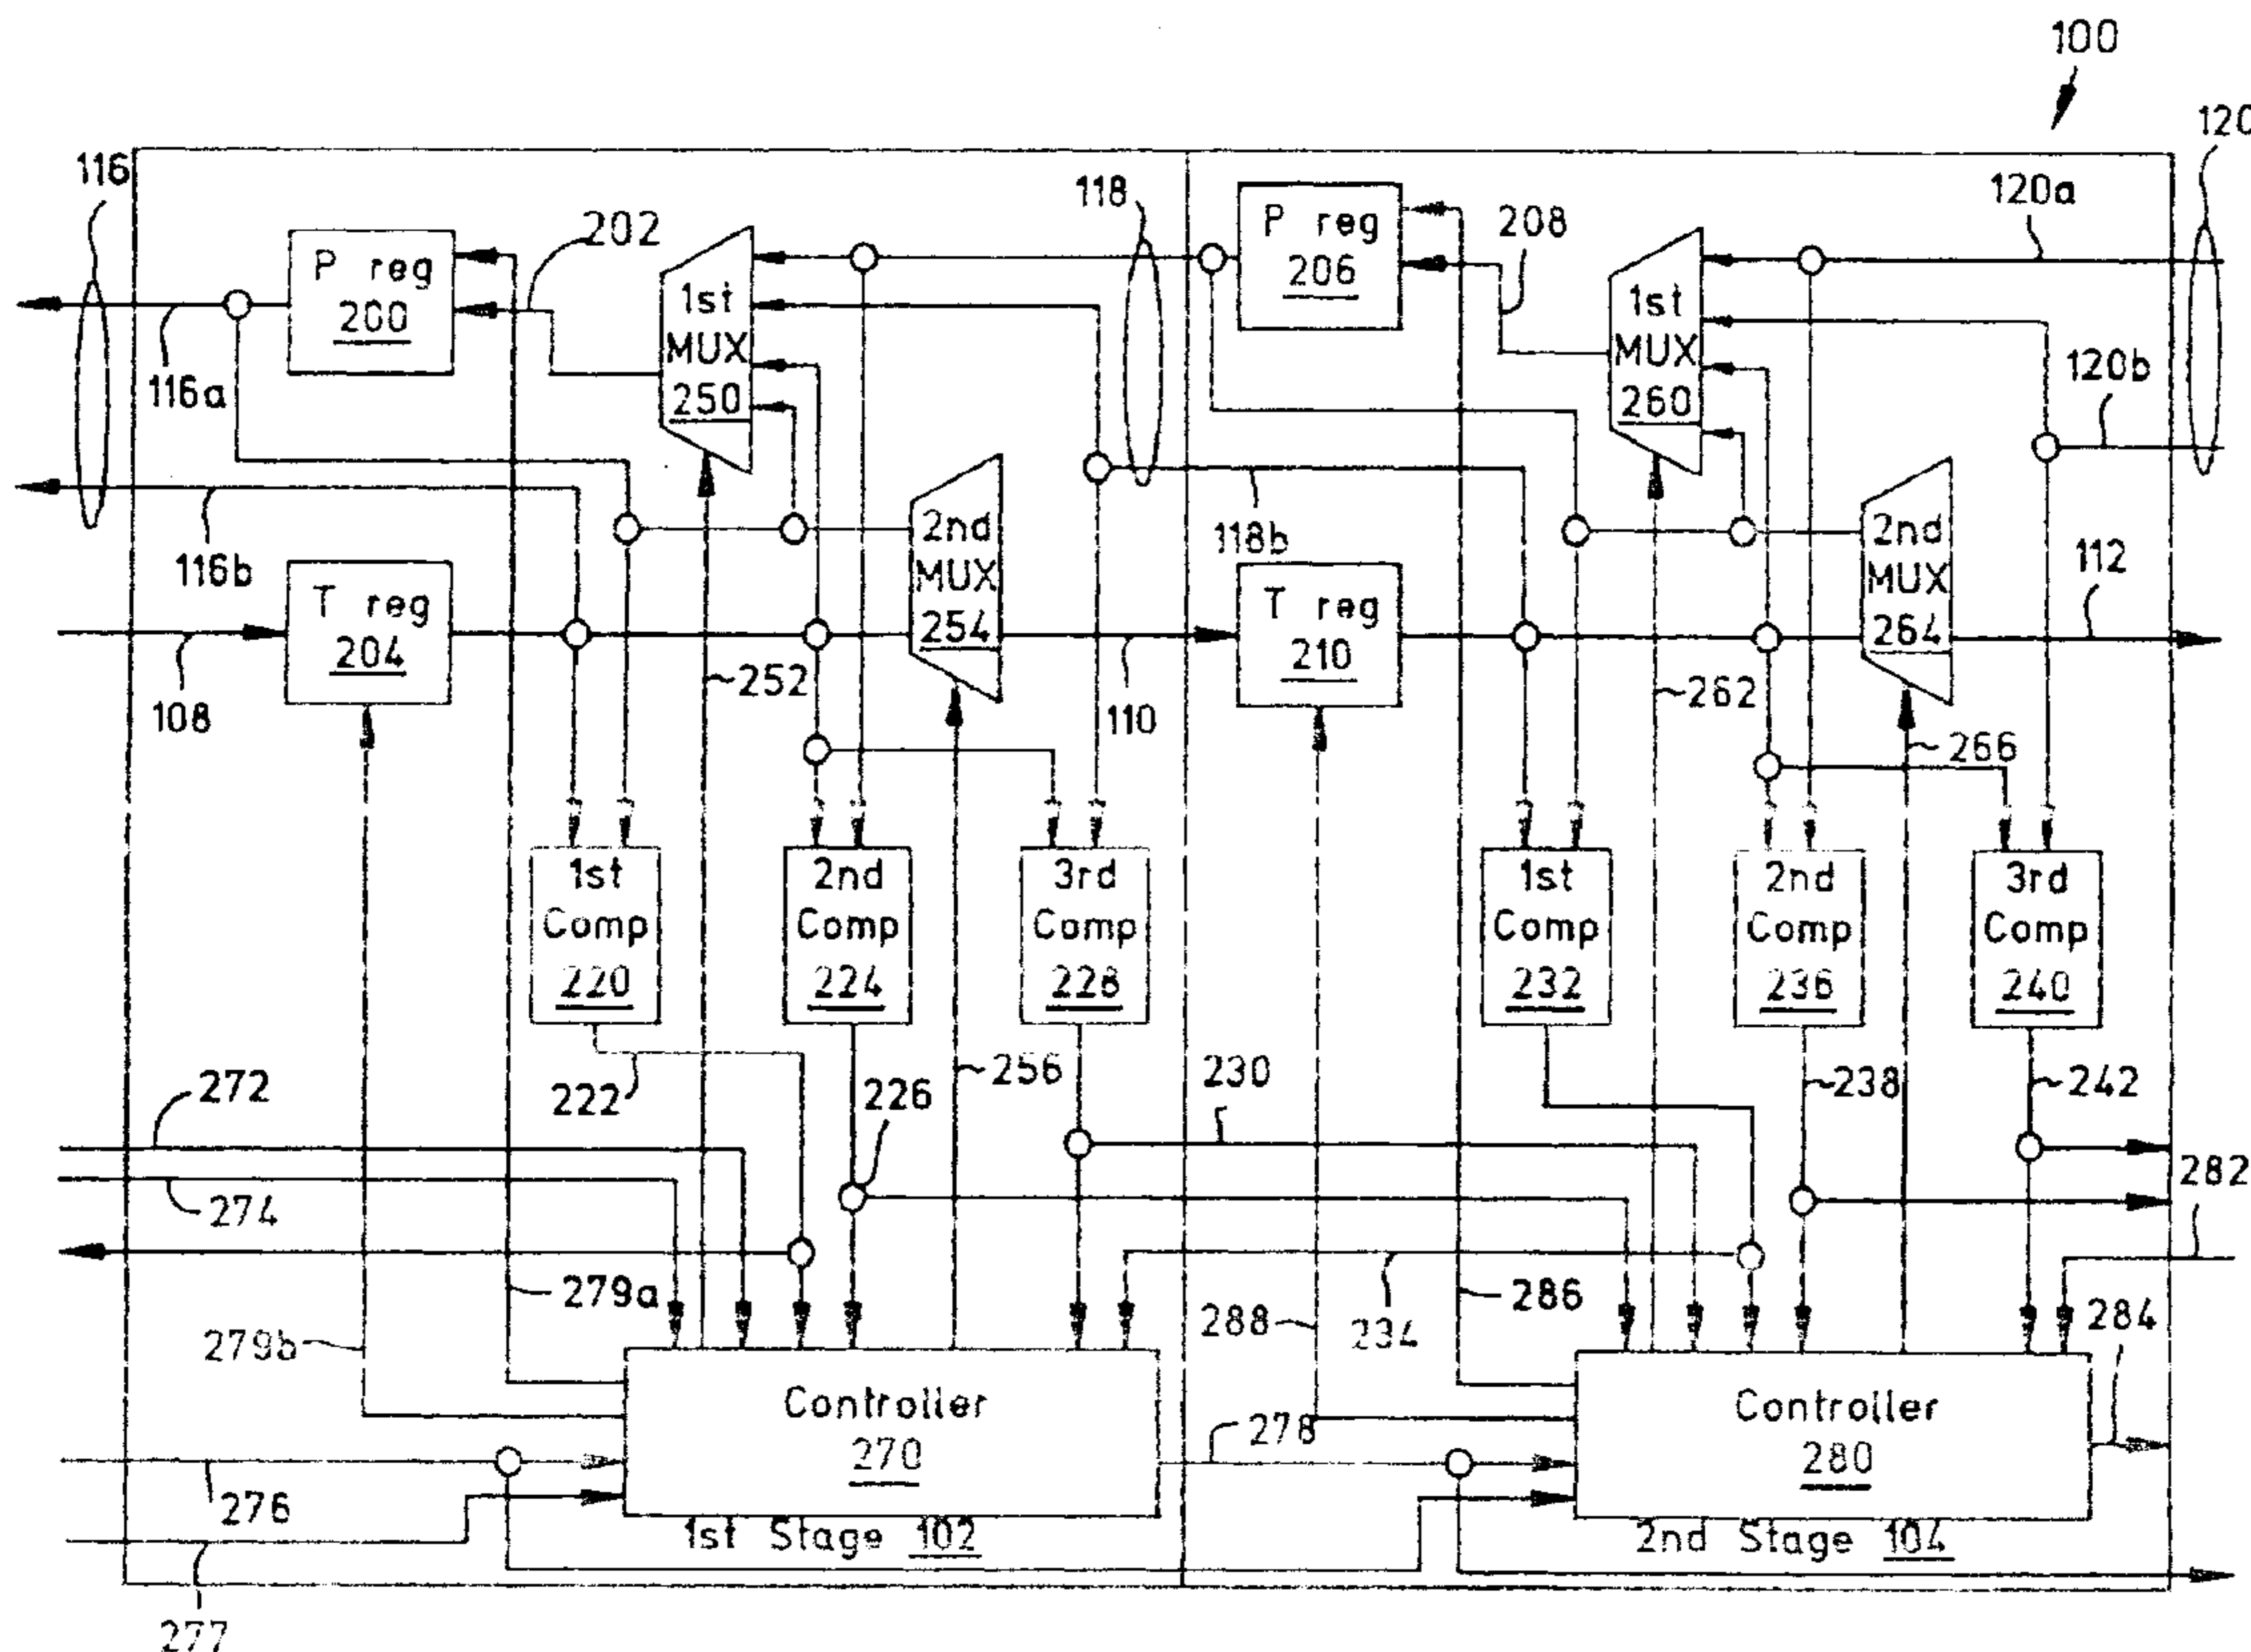 100
120
116
118
120a
P reg
200
202
1st
MUX
250
P reg
206
208
1st
MUX
260
120b
116a
116b
2nd
MUX
254
118b
2nd
MUX
264
112
T reg
204
T reg
210
108
252
110
262
266
1st
Comp
220
2nd
Comp
224
3rd
Comp
228
1st
Comp
232
2nd
Comp
236
3rd
Comp
240
272
222
226
256
230
238
242
274
282
279a
286
279b
288
234
284
Controller
270
278
Controller
280
276
1st Stage 102
2nd Stage 104
277